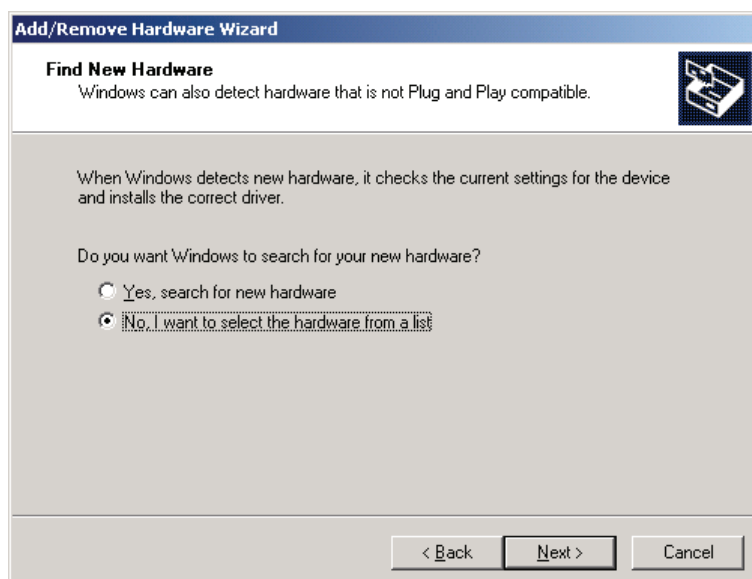 Add/Remove Hardware Wizard
Find New Hardware
Windows can also detect hardware that is not Plug and Play compatible.
When Windows detects new hardware, it checks the current settings for the device
and installs the correct driver.
Do you want Windows to search for your new hardware?
Yes, search for new hardware
No, I want to select the hardware from a list
< Back Next > Cancel